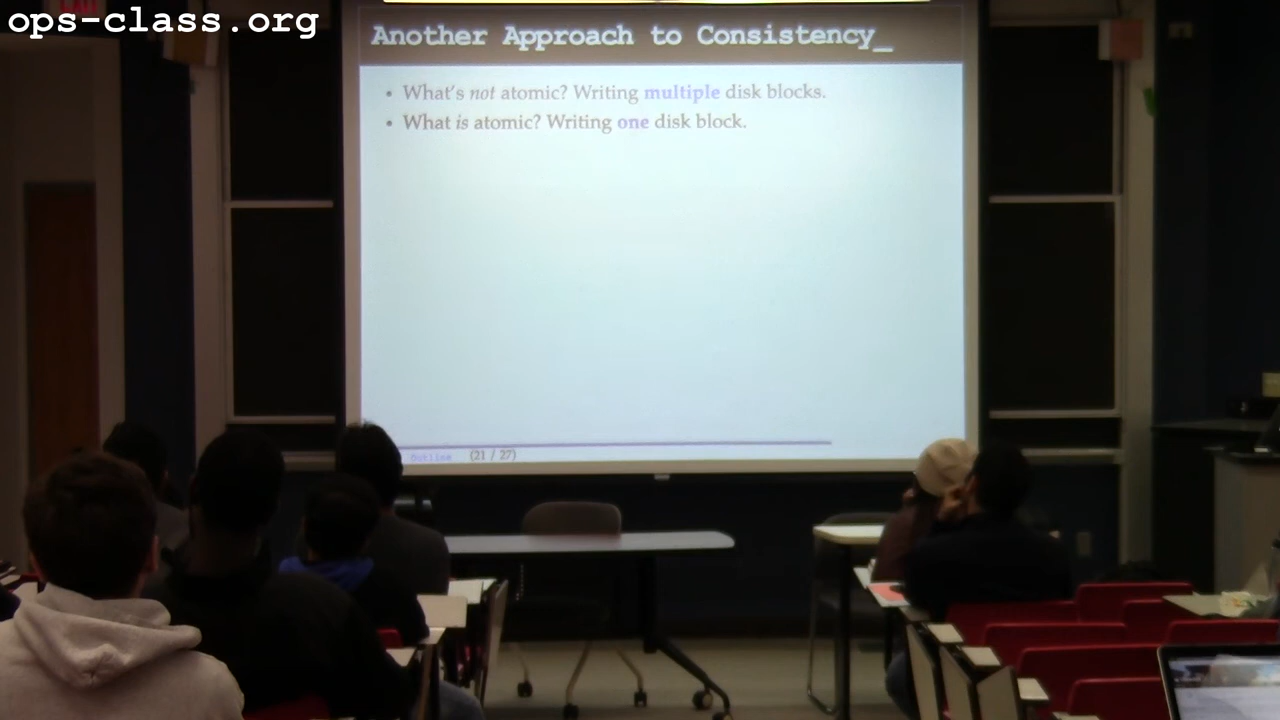 ops-class.org
Another Approach to Consistency_
• What's not atomic? Writing multiple disk blocks.
• What is atomic? Writing one disk block.
Outline (21 / 27)